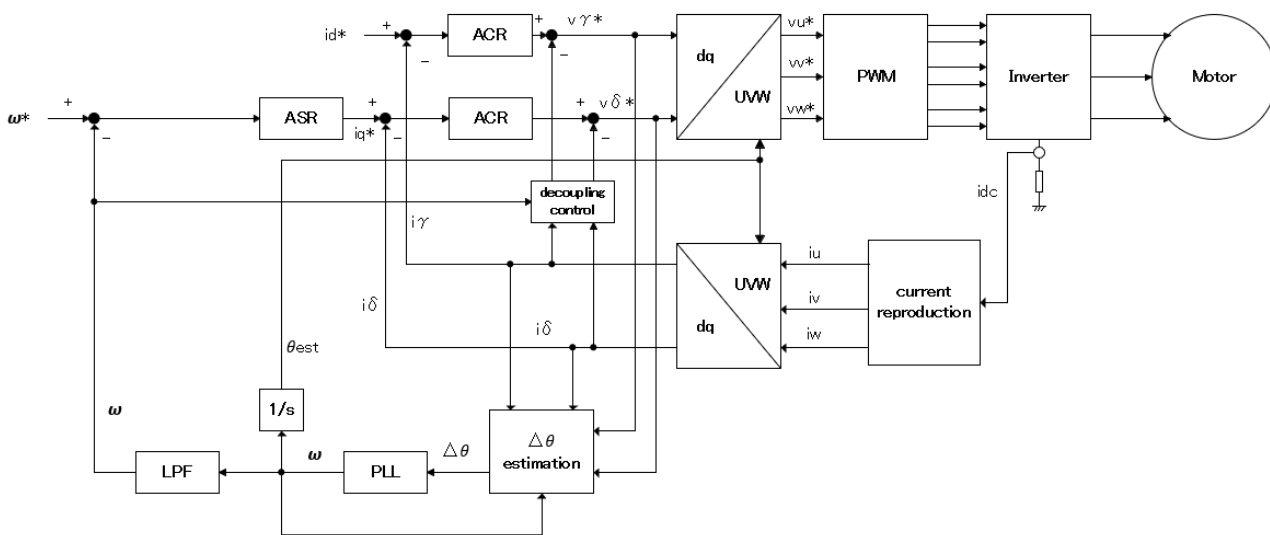 id*
+
−
ACR
+
−
vγ*
dq
UVW
vu*
vv*
vw*
PWM
Inverter
Motor
ω*
+
−
ASR
iq*
+
−
ACR
+
−
vδ*
decoupling
control
idc
iγ
iδ
iδ
UVW
dq
iu
iv
iw
current
reproduction
θest
1/s
ω
LPF
ω
PLL
Δθ
Δθ
estimation